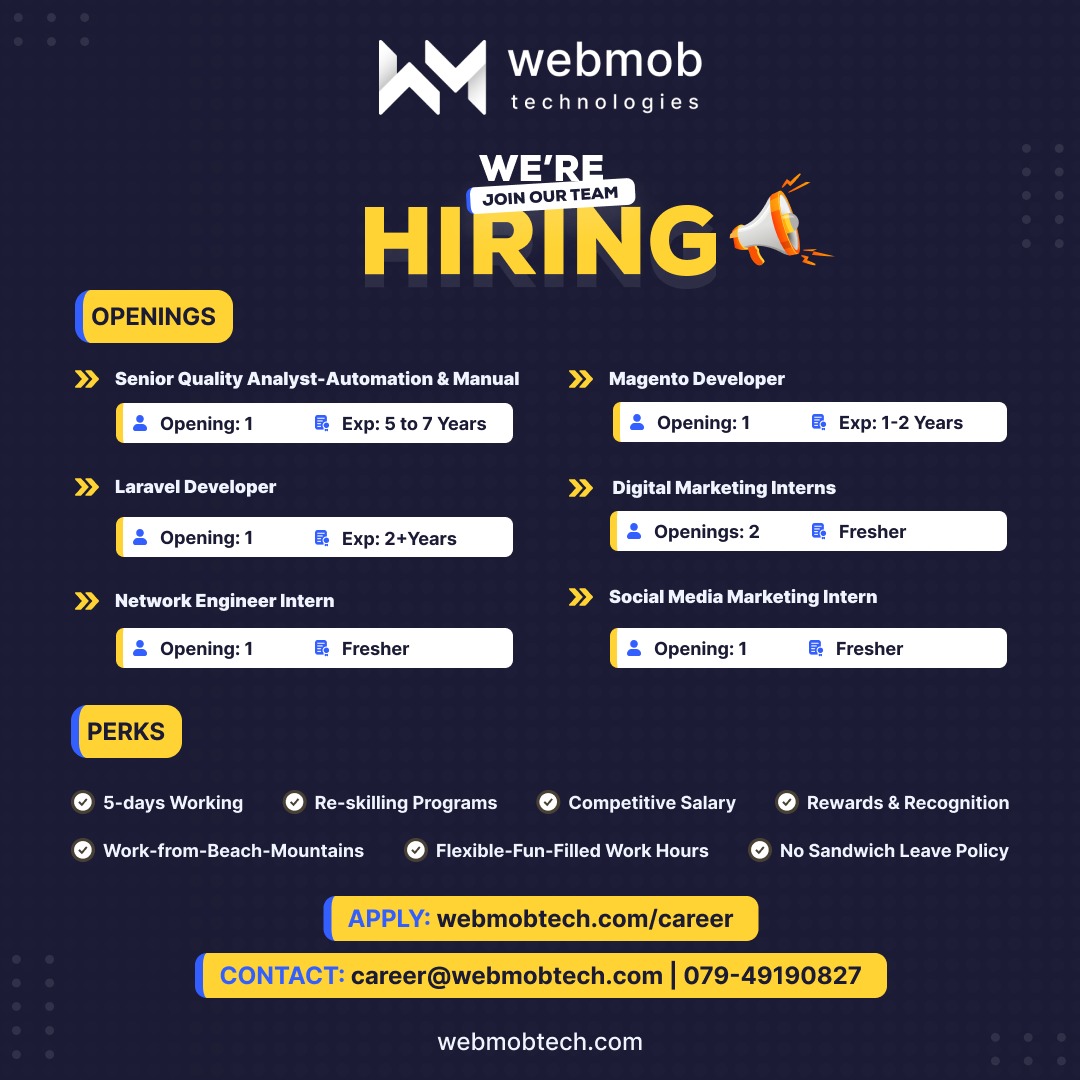 webmob
technologies
WE'RE
JOIN OUR TEAM
HIRING
OPENINGS
Senior Quality Analyst-Automation & Manual
Opening: 1 Exp: 5 to 7 Years
Magento Developer
Opening: 1 Exp: 1-2 Years
Laravel Developer
Opening: 1 Exp: 2+Years
Digital Marketing Interns
Openings: 2 Fresher
Network Engineer Intern
Opening: 1 Fresher
Social Media Marketing Intern
Opening: 1 Fresher
PERKS
5-days Working Re-skilling Programs Competitive Salary Rewards & Recognition
Work-from-Beach-Mountains Flexible-Fun-Filled Work Hours No Sandwich Leave Policy
APPLY: webmobtech.com/career
CONTACT: career@webmobtech.com | 079-49190827
webmobtech.com